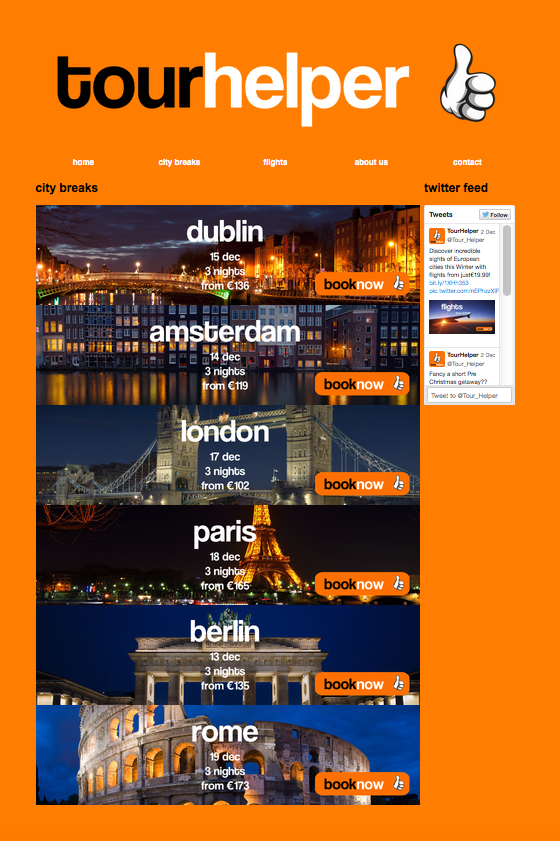 tourhelper
home city breaks flights about us contact
city breaks
dublin
15 dec
3 nights
from €136
booknow
amsterdam
14 dec
3 nights
from €119
booknow
london
17 dec
3 nights
from €102
booknow
paris
18 dec
3 nights
from €165
booknow
berlin
13 dec
3 nights
from €135
booknow
rome
19 dec
3 nights
from €173
booknow
twitter feed
Tweets Follow
TourHelper 2 Dec
@Tour_Helper
Discover incredible
sights of European
cities this Winter with
flights from just€19.99!
bit.ly/1XHh353
pic.twitter.com/nEPhzzXIF
flights
TourHelper 2 Dec
@Tour_Helper
Fancy a short Pre
Christmas getaway??
Tweet to @Tour_Helper